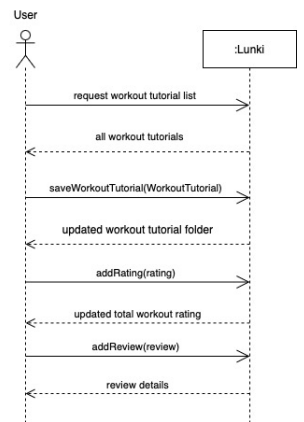 User
:Lunki
request workout tutorial list
all workout tutorials
saveWorkoutTutorial(WorkoutTutorial)
updated workout tutorial folder
addRating(rating)
updated total workout rating
addReview(review)
review details